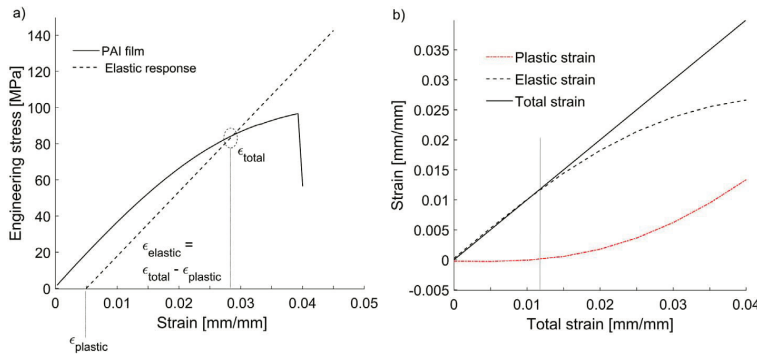 a)
140
120
100
80
60
40
20
0
Engineering stress [MPa]
PAI film
Elastic response
ϵtotal
ϵelastic =
ϵtotal - ϵplastic
0 0.01 0.02 0.03 0.04 0.05
Strain [mm/mm]
ϵplastic
b)
0.035
0.03
0.025
0.02
0.015
0.01
0.005
0
-0.005
Strain [mm/mm]
Plastic strain
Elastic strain
Total strain
0 0.01 0.02 0.03 0.04
Total strain [mm/mm]